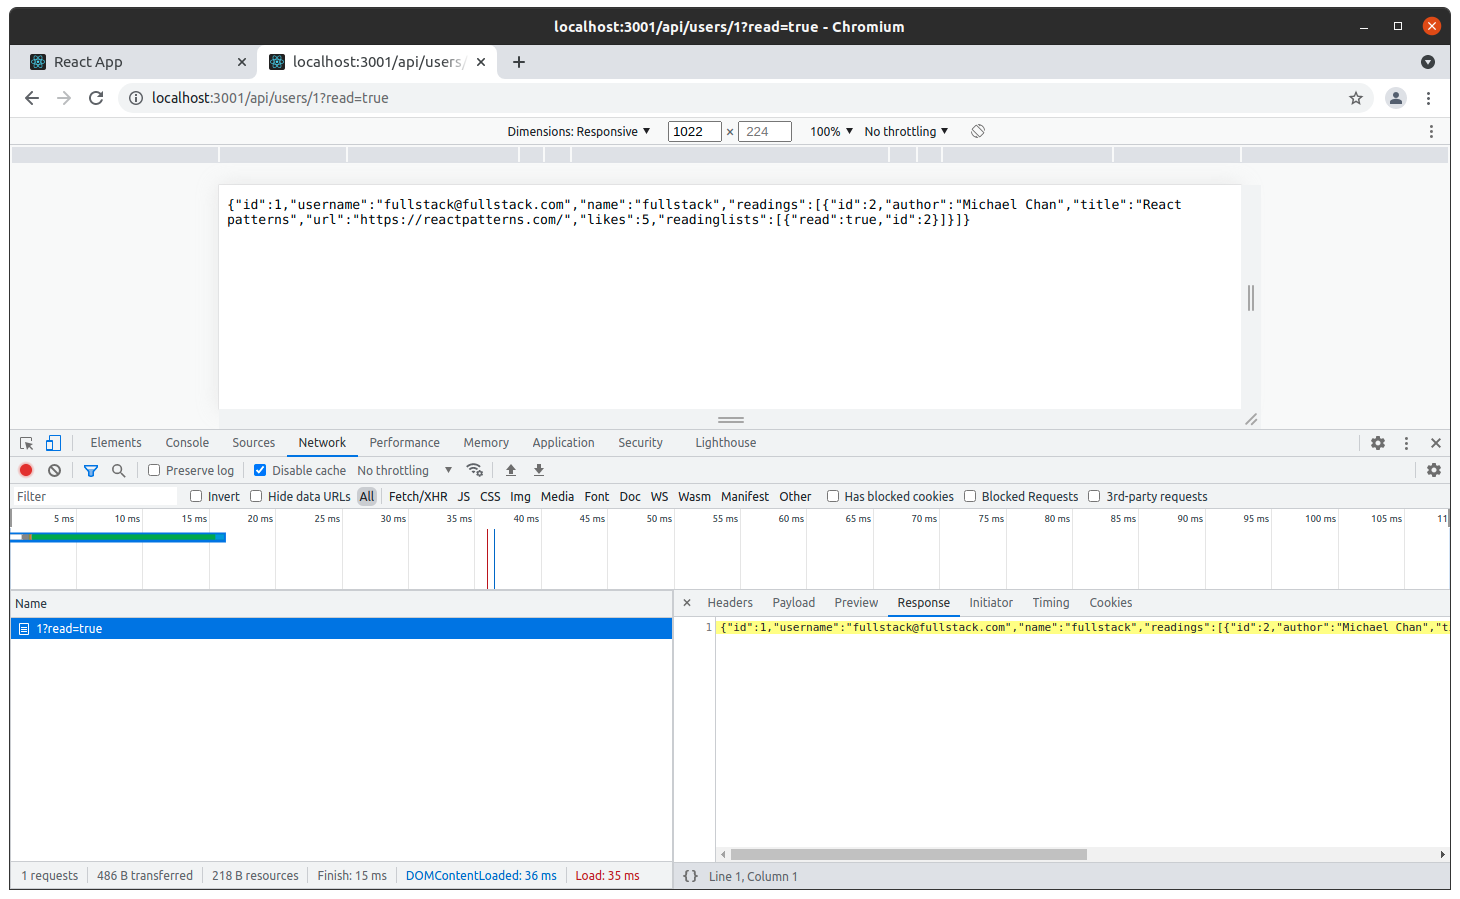 localhost:3001/api/users/1?read=true - Chromium
React App
localhost:3001/api/users/
localhost:3001/api/users/1?read=true
Dimensions: Responsive 1022 × 224 100% No throttling
{"id":1,"username":"fullstack@fullstack.com","name":"fullstack","readings":[{"id":2,"author":"Michael Chan","title":"React
patterns","url":"https://reactpatterns.com/","likes":5,"readinglists":[{"read":true,"id":2}]}]}
Elements Console Sources Network Performance Memory Application Security Lighthouse
Preserve log Disable cache No throttling
Filter Invert Hide data URLs All Fetch/XHR JS CSS Img Media Font Doc WS Wasm Manifest Other Has blocked cookies Blocked Requests 3rd-party requests
5 ms 10 ms 15 ms 20 ms 25 ms 30 ms 35 ms 40 ms 45 ms 50 ms 55 ms 60 ms 65 ms 70 ms 75 ms 80 ms 85 ms 90 ms 95 ms 100 ms 105 ms 11
Name
1?read=true
Headers Payload Preview Response Initiator Timing Cookies
1 {"id":1,"username":"fullstack@fullstack.com","name":"fullstack","readings":[{"id":2,"author":"Michael Chan","t
1 requests 486 B transferred 218 B resources Finish: 15 ms DOMContentLoaded: 36 ms Load: 35 ms
{} Line 1, Column 1